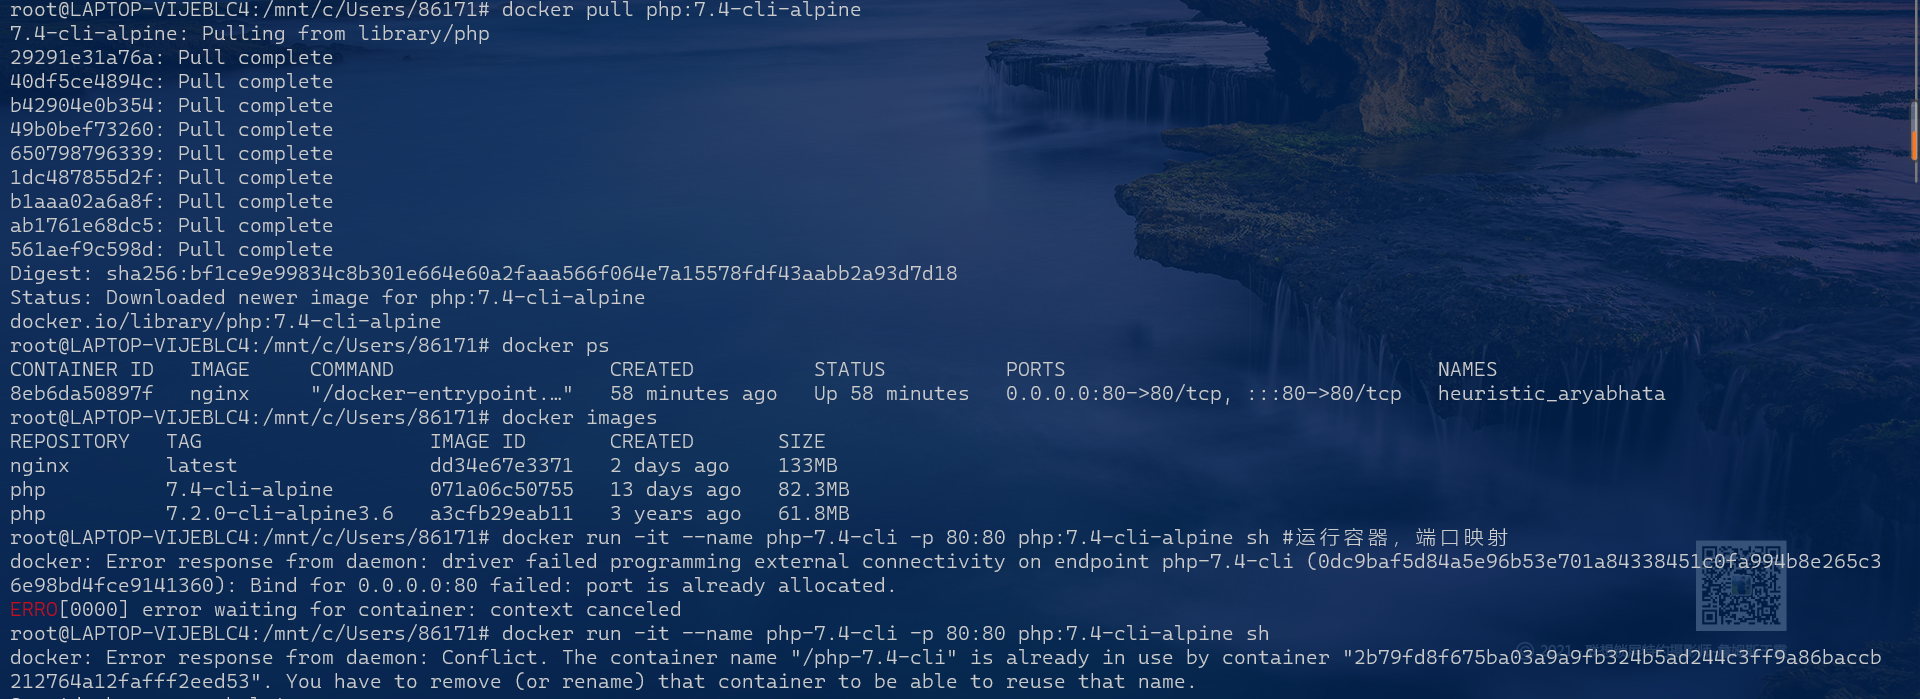 root@LAPTOP-VIJEBLC4:/mnt/c/Users/86171# docker pull php:7.4-cli-alpine
7.4-cli-alpine: Pulling from library/php
29291e31a76a: Pull complete
40df5ce4894c: Pull complete
b42904e0b354: Pull complete
49b0bef73260: Pull complete
650798796339: Pull complete
1dc487855d2f: Pull complete
b1aaa02a6a8f: Pull complete
ab1761e68dc5: Pull complete
561aef9c598d: Pull complete
Digest: sha256:bf1ce9e99834c8b301e664e60a2faaa566f064e7a15578fdf43aabb2a93d7d18
Status: Downloaded newer image for php:7.4-cli-alpine
docker.io/library/php:7.4-cli-alpine
root@LAPTOP-VIJEBLC4:/mnt/c/Users/86171# docker ps
CONTAINER ID   IMAGE     COMMAND                  CREATED          STATUS          PORTS                               NAMES
8eb6da50897f   nginx     "/docker-entrypoint.…"   58 minutes ago   Up 58 minutes   0.0.0.0:80->80/tcp, :::80->80/tcp   heuristic_aryabhata
root@LAPTOP-VIJEBLC4:/mnt/c/Users/86171# docker images
REPOSITORY   TAG                   IMAGE ID       CREATED       SIZE
nginx        latest                dd34e67e3371   2 days ago    133MB
php          7.4-cli-alpine        071a06c50755   13 days ago   82.3MB
php          7.2.0-cli-alpine3.6   a3cfb29eab11   3 years ago   61.8MB
root@LAPTOP-VIJEBLC4:/mnt/c/Users/86171# docker run -it --name php-7.4-cli -p 80:80 php:7.4-cli-alpine sh #运行容器，端口映射
docker: Error response from daemon: driver failed programming external connectivity on endpoint php-7.4-cli (0dc9baf5d84a5e96b53e701a84338451c0fa994b8e265c3
6e98bd4fce9141360): Bind for 0.0.0.0:80 failed: port is already allocated.
ERRO[0000] error waiting for container: context canceled
root@LAPTOP-VIJEBLC4:/mnt/c/Users/86171# docker run -it --name php-7.4-cli -p 80:80 php:7.4-cli-alpine sh
docker: Error response from daemon: Conflict. The container name "/php-7.4-cli" is already in use by container "2b79fd8f675ba03a9a9fb324b5ad244c3ff9a86baccb
212764a12fafff2eed53". You have to remove (or rename) that container to be able to reuse that name.